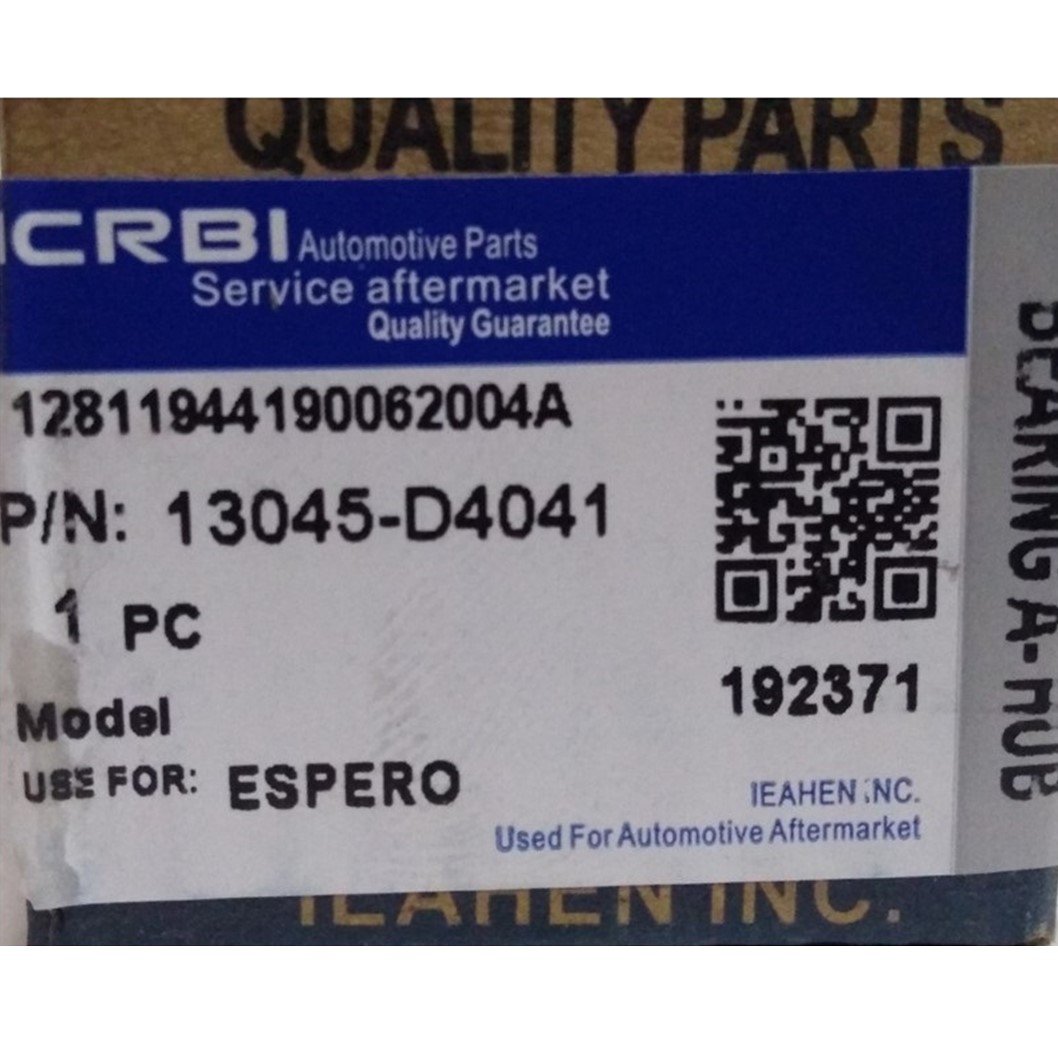 QUALITY PARTS
CRBI Automotive Parts
Service aftermarket
Quality Guarantee
12811944190062004A
P/N: 13045-D4041
1 PC
192371
Model
USE FOR: ESPERO
IEAHEN INC.
Used For Automotive Aftermarket
IEAHEN INC.
BEARING A-HUB